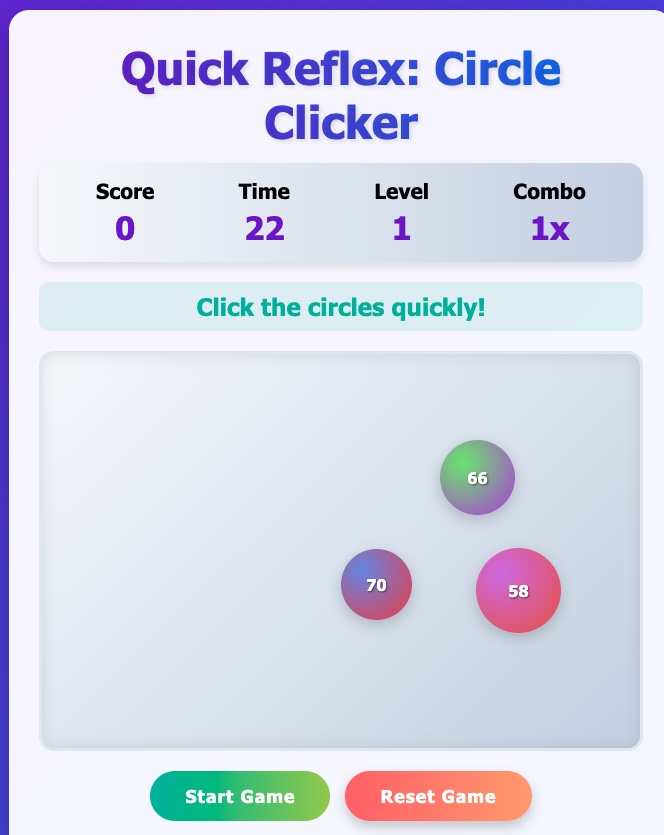 Quick Reflex: Circle
Clicker
Score Time Level Combo
0 22 1 1x
Click the circles quickly!
66
70 58
Start Game Reset Game